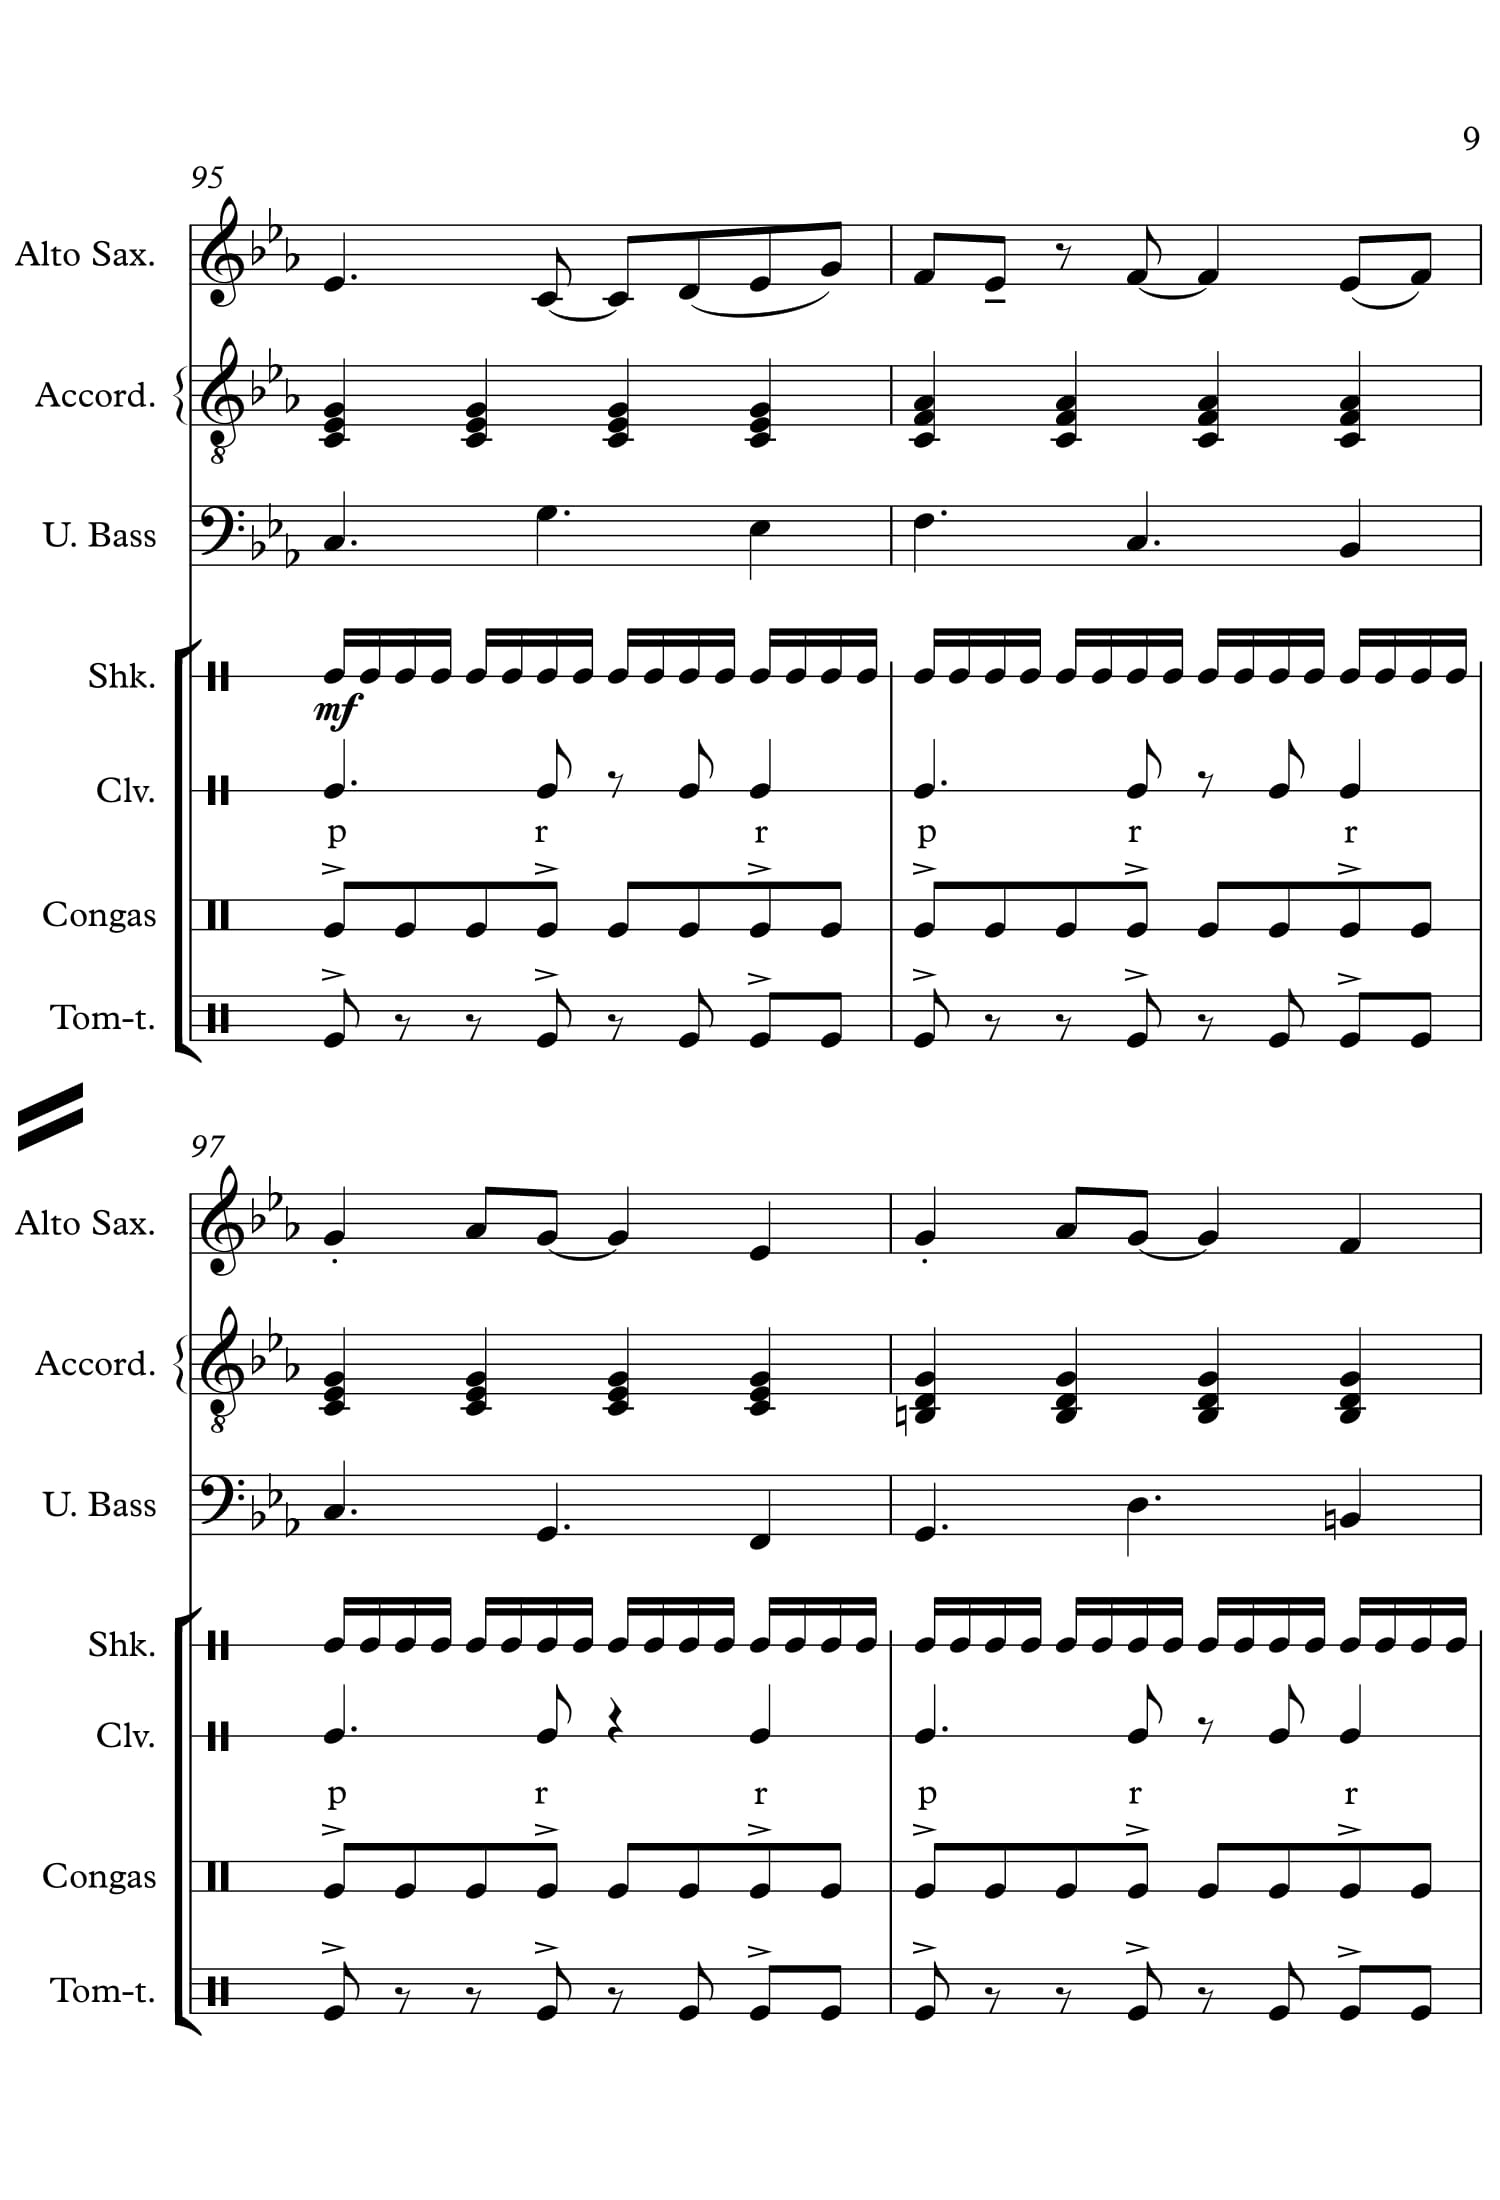 9
95
Alto Sax.
Accord.
8
U. Bass
Shk.
mf
Clv.
p r r p r r
Congas
Tom-t.
97
Alto Sax.
Accord.
8
U. Bass
Shk.
Clv.
p r r p r r
Congas
Tom-t.